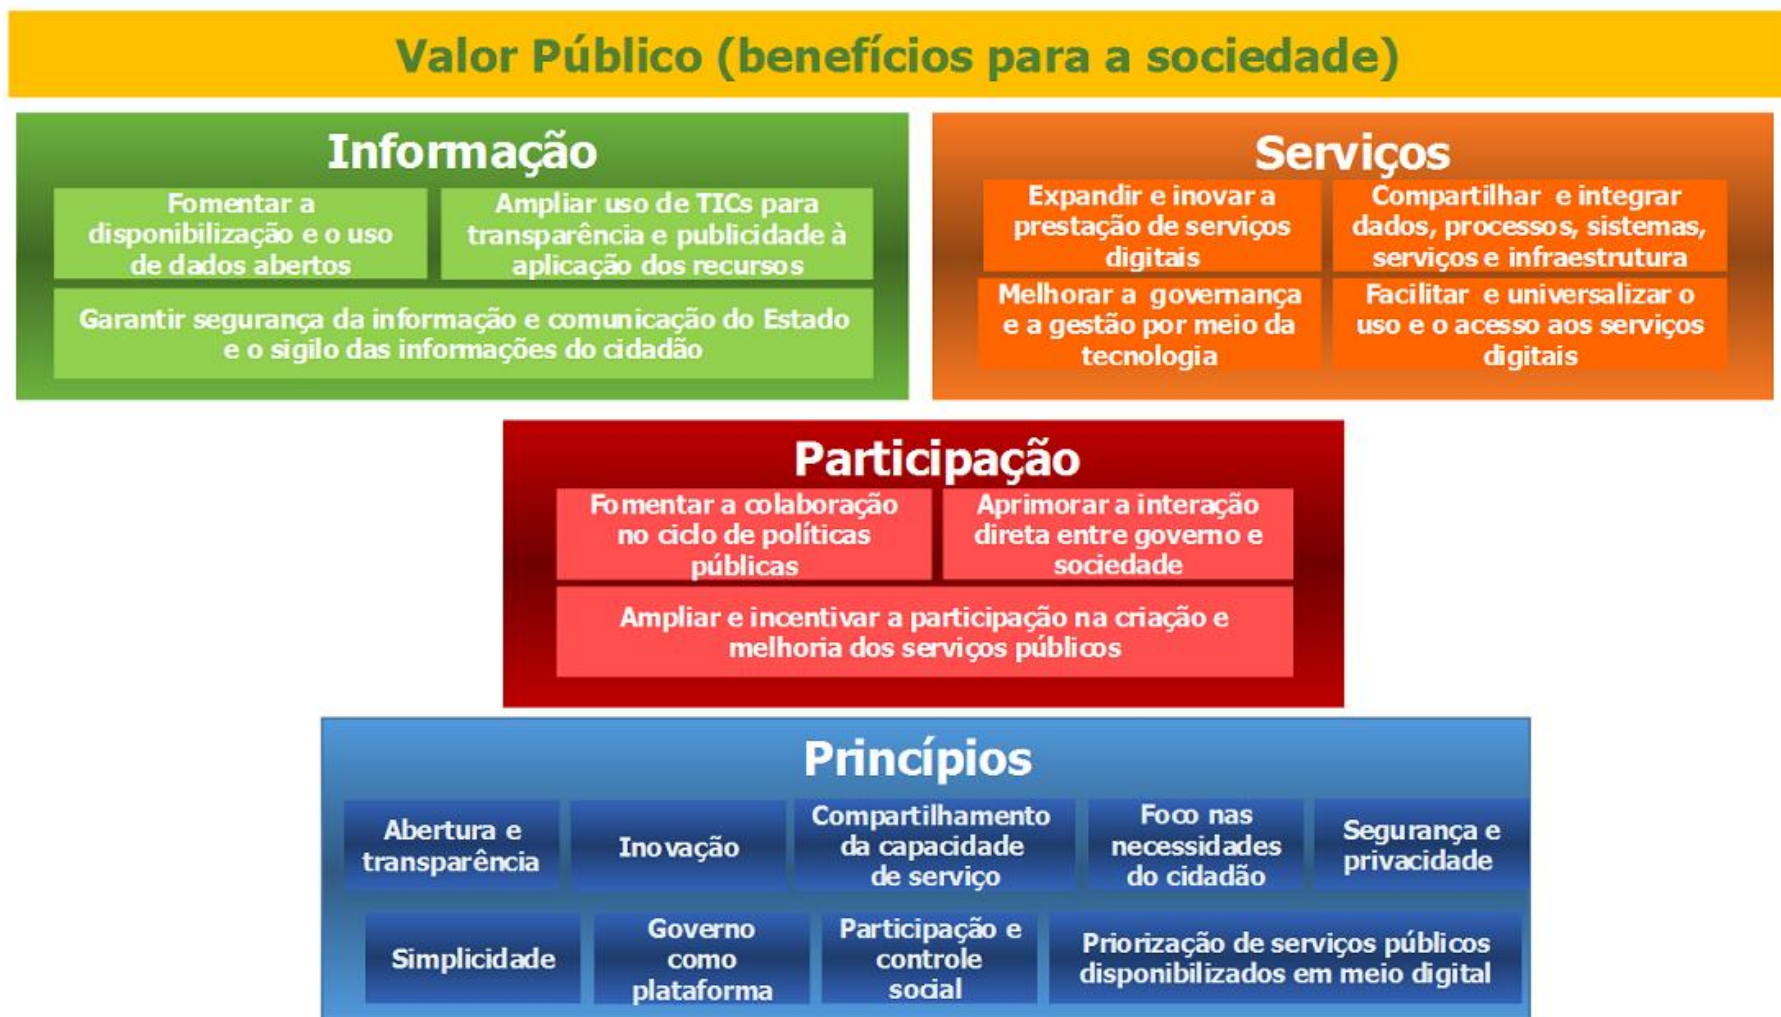 Valor Público (benefícios para a sociedade)
Informação
Fomentar a
disponibilização e o uso
de dados abertos
Ampliar uso de TICs para
transparência e publicidade à
aplicação dos recursos
Garantir segurança da informação e comunicação do Estado
e o sigilo das informações do cidadão
Serviços
Expandir e inovar a
prestação de serviços
digitais
Compartilhar e integrar
dados, processos, sistemas,
serviços e infraestrutura
Melhorar a governança
e a gestão por meio da
tecnologia
Facilitar e universalizar o
uso e o acesso aos serviços
digitais
Participação
Fomentar a colaboração
no ciclo de políticas
públicas
Aprimorar a interação
direta entre governo e
sociedade
Ampliar e incentivar a participação na criação e
melhoria dos serviços públicos
Princípios
Abertura e
transparência
Inovação
Compartilhamento
da capacidade
de serviço
Foco nas
necessidades
do cidadão
Segurança e
privacidade
Simplicidade
Governo
como
plataforma
Participação e
controle
social
Priorização de serviços públicos
disponibilizados em meio digital